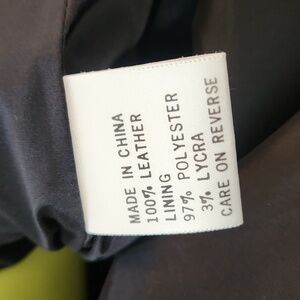 MADE IN CHINA
100% LEATHER
LINING
97% POLYESTER
3% LYCRA
CARE ON REVERSE